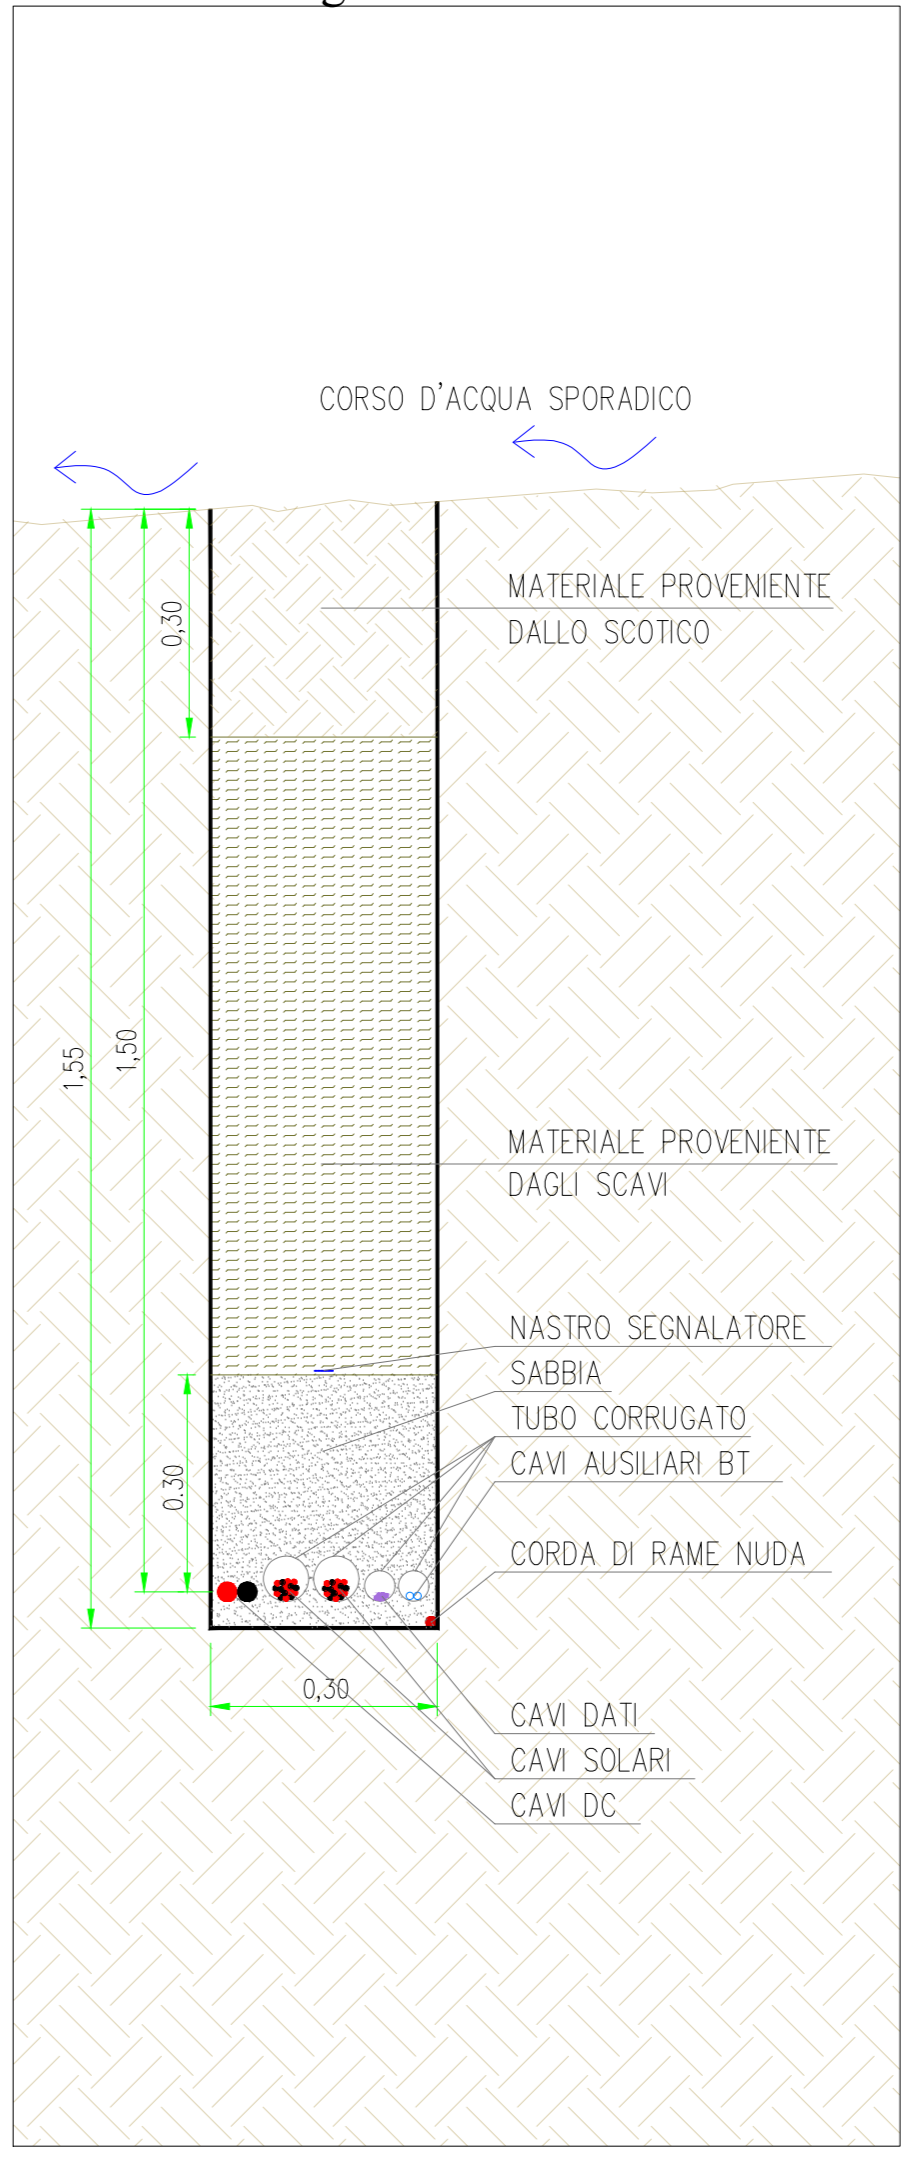 g
CORSO D'ACQUA SPORADICO
MATERIALE PROVENIENTE
DALLO SCOTICO
0,30
1,55
1,50
MATERIALE PROVENIENTE
DAGLI SCAVI
NASTRO SEGNALATORE
SABBIA
TUBO CORRUGATO
CAVI AUSILIARI BT
0.30
CORDA DI RAME NUDA
0,30
CAVI DATI
CAVI SOLARI
CAVI DC